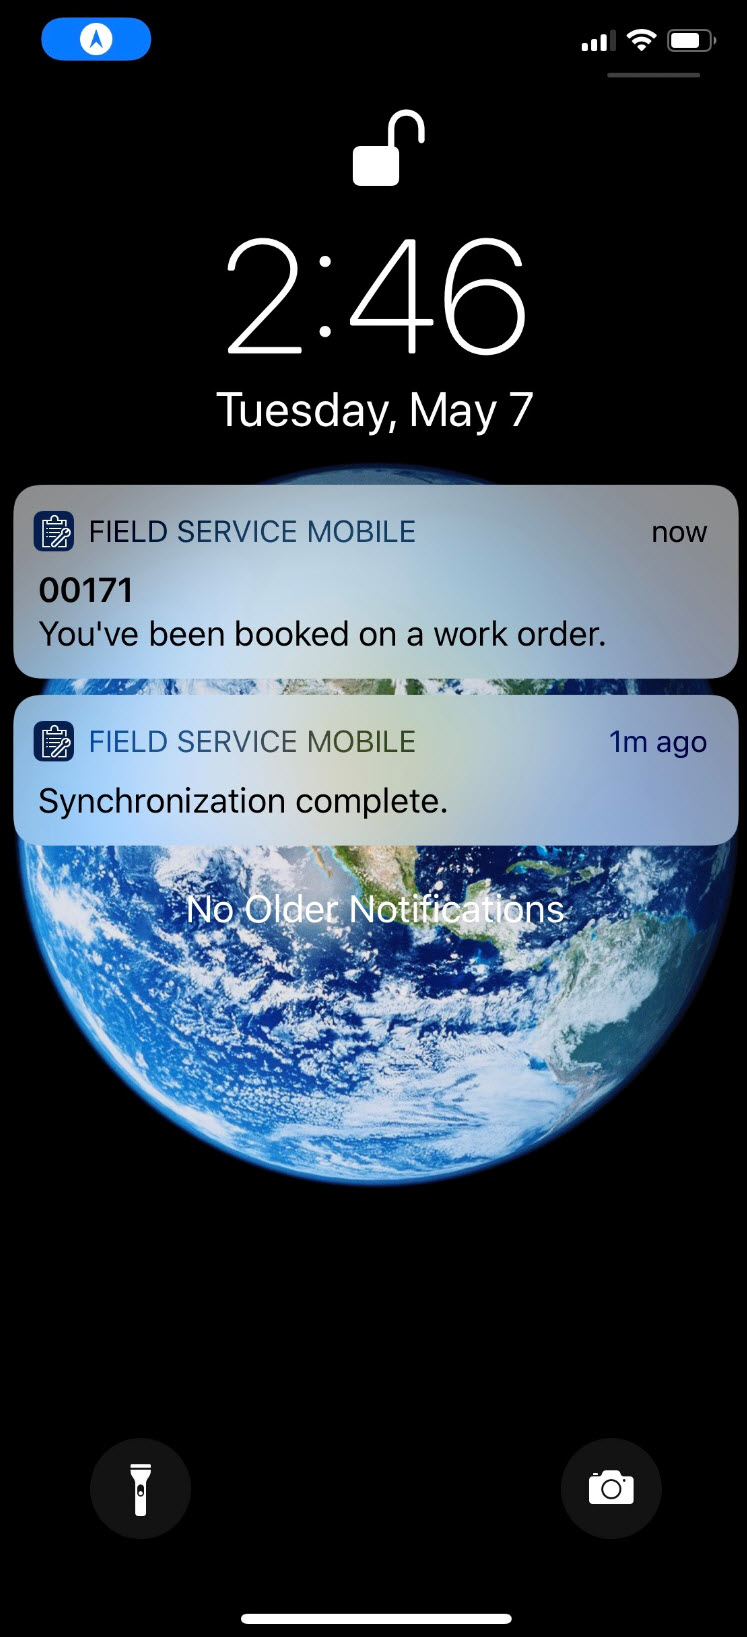 2:46
Tuesday, May 7
FIELD SERVICE MOBILE now
00171
You've been booked on a work order.
FIELD SERVICE MOBILE 1m ago
Synchronization complete.
No Older Notifications